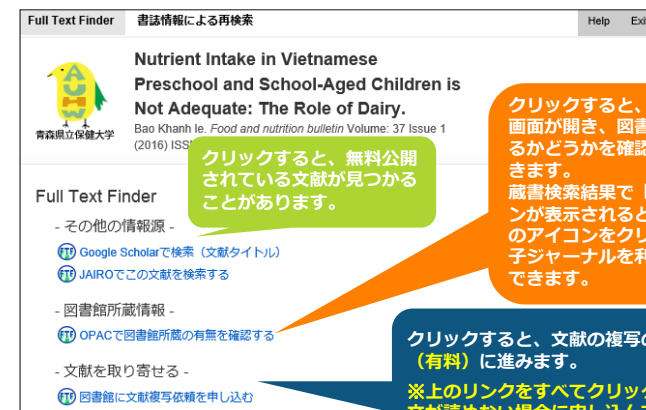 Full Text Finder 書誌情報による再検索 Help
Nutrient Intake in Vietnamese
Preschool and School-Aged Children is
Not Adequate: The Role of Dairy.
Bao Khanh le. Food and nutrition bulletin Volume: 37 Issue 1
(2016)
AUHW
青森県立保健大学
クリックすると、無料公開
されている文献が見つかる
ことがあります。
クリックすると、
画面が開き、図書
るかどうかを確認
きます。
蔵書検索結果で「
ンが表示されると
のアイコンをクリ
子ジャーナルを利
できます。
Full Text Finder
- その他の情報源 -
FTF Google Scholarで検索（文献タイトル）
FTF JAIROでこの文献を検索する
- 図書館所蔵情報 -
FTF OPACで図書館所蔵の有無を確認する
- 文献を取り寄せる -
FTF 図書館に文献複写依頼を申し込む
クリックすると、文献の複写の
（有料）に進みます。
※上のリンクをすべてクリック